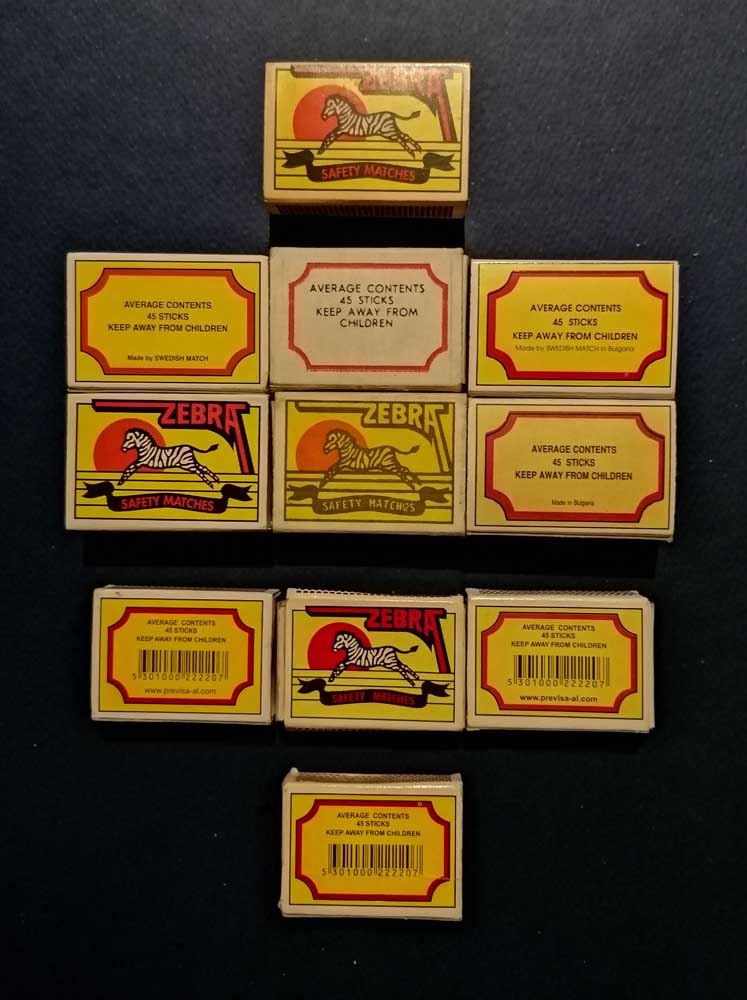 ZEBRA
SAFETY MATCHES
AVERAGE CONTENTS
45 STICKS
KEEP AWAY FROM CHILDREN
Made by SWEDISH MATCH
AVERAGE CONTENTS
45 STICKS
KEEP AWAY FROM
CHILDREN
AVERAGE CONTENTS
45 STICKS
KEEP AWAY FROM CHILDREN
Made by SWEDISH MATCH in Bulgaria
ZEBRA
SAFETY MATCHES
ZEBRA
SAFETY MATCHES
AVERAGE CONTENTS
45 STICKS
KEEP AWAY FROM CHILDREN
Made in Bulgaria
AVERAGE CONTENTS
45 STICKS
KEEP AWAY FROM CHILDREN
5 301000 222207
www.previsa-al.com
ZEBRA
SAFETY MATCHES
AVERAGE CONTENTS
45 STICKS
KEEP AWAY FROM CHILDREN
5 301000 222207
www.previsa-al.com
AVERAGE CONTENTS
45 STICKS
KEEP AWAY FROM CHILDREN
5 301000 222207